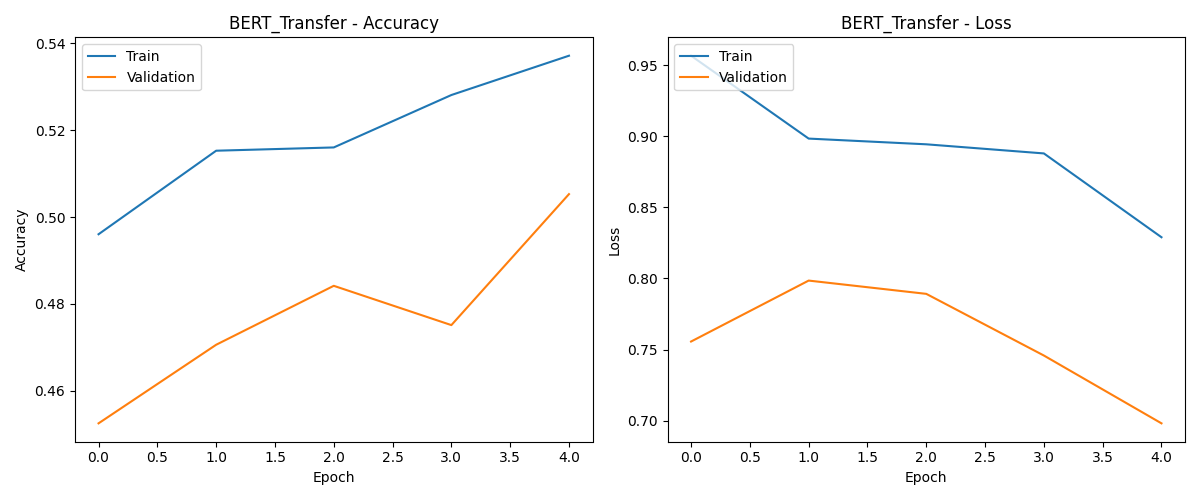 BERT_Transfer - Accuracy
Train
Validation
0.54
0.52
0.50
0.48
0.46
Accuracy
0.0 0.5 1.0 1.5 2.0 2.5 3.0 3.5 4.0
Epoch
BERT_Transfer - Loss
Train
Validation
0.95
0.90
0.85
0.80
0.75
0.70
Loss
0.0 0.5 1.0 1.5 2.0 2.5 3.0 3.5 4.0
Epoch